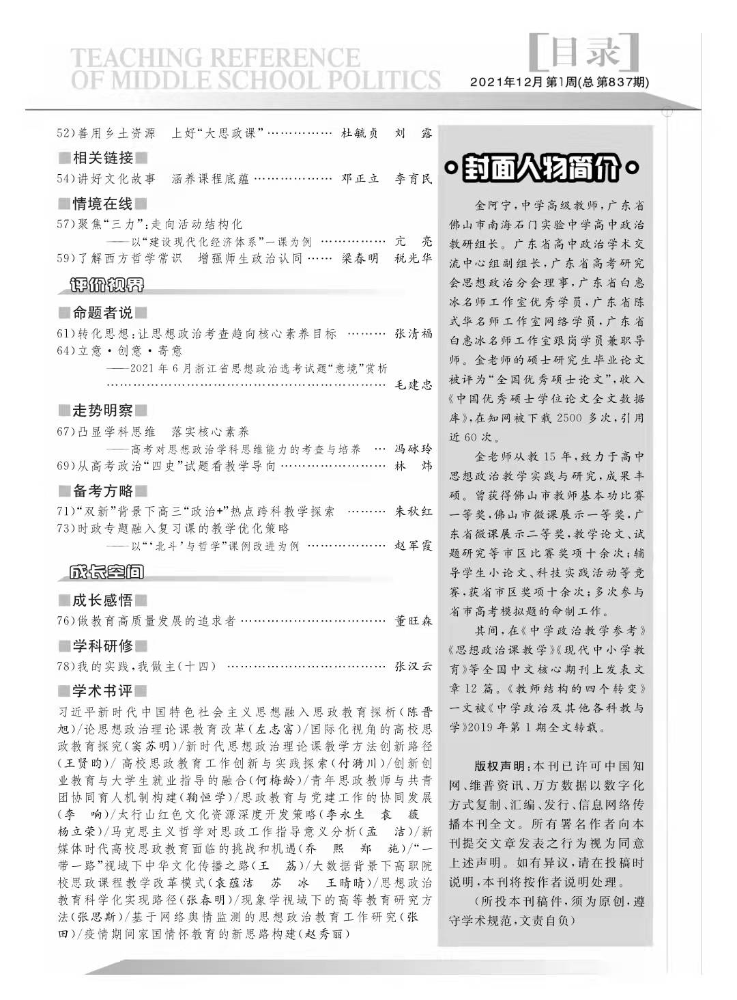 TEACHING REFERENCE
OF MIDDLE SCHOOL POLITICS
[目录]
2021年12月第1周(总第837期)
52)善用乡土资源 上好“大思政课”…………… 杜毓贞 刘 露
相关链接
54)讲好文化故事 涵养课程底蕴 ……………… 邓正立 李育民
情境在线
57)聚焦“三力”:走向活动结构化
——以“建设现代化经济体系”一课为例 …………… 亢 亮
59)了解西方哲学常识 增强师生政治认同 …… 梁春明 税光华
评价视界
命题者说
61)转化思想:让思想政治考查趋向核心素养目标 ……… 张清福
64)立意·创意·寄意
——2021年6月浙江省思想政治选考试题“意境”赏析
……………………………………………………… 毛建忠
走势明察
67)凸显学科思维 落实核心素养
——高考对思想政治学科思维能力的考查与培养 … 冯砯玲
69)从高考政治“四史”试题看教学导向 …………………… 林 炜
备考方略
71)“双新”背景下高三“政治+”热点跨科教学探索 ……… 朱秋红
73)时政专题融入复习课的教学优化策略
——以“‘北斗’与哲学”课例改进为例 ……………… 赵军霞
成长空间
成长感悟
76)做教育高质量发展的追求者 …………………………… 董旺森
学科研修
78)我的实践,我做主(十四) ……………………………… 张汉云
学术书评
习近平新时代中国特色社会主义思想融入思政教育探析(陈晋
旭)/论思想政治理论课教育改革(左志富)/国际化视角的高校思
政教育探究(窦苏明)/新时代思想政治理论课教学方法创新路径
(王贤昀)/ 高校思政教育工作创新与实践探索(付漪川)/创新创
业教育与大学生就业指导的融合(何梅龄)/青年思政教师与共青
团协同育人机制构建(鞠恒学)/思政教育与党建工作的协同发展
(李 响)/太行山红色文化资源深度开发策略(李永生 袁 薇
杨立荣)/马克思主义哲学对思政工作指导意义分析(孟 洁)/新
媒体时代高校思政教育面临的挑战和机遇(乔 熙 郑 施)/“一
带一路”视域下中华文化传播之路(王 荔)/大数据背景下高职院
校思政课程教学改革模式(袁蕴洁 苏 冰 王晴晴)/思想政治
教育科学化实现路径(张春明)/现象学视域下的高等教育研究方
法(张思斯)/基于网络舆情监测的思想政治教育工作研究(张
田)/疫情期间家国情怀教育的新思路构建(赵秀丽)
封面人物简介
金阿宁,中学高级教师,广东省
佛山市南海石门实验中学高中政治
教研组长。广东省高中政治学术交
流中心组副组长,广东省高考研究
会思想政治分会理事,广东省白惠
冰名师工作室优秀学员,广东省陈
式华名师工作室网络学员,广东省
白惠冰名师工作室跟岗学员兼职导
师。金老师的硕士研究生毕业论文
被评为“全国优秀硕士论文”,收入
《中国优秀硕士学位论文全文数据
库》,在知网被下载2500多次,引用
近60次。
金老师从教15年,致力于高中
思想政治教学实践与研究,成果丰
硕。曾获得佛山市教师基本功比赛
一等奖,佛山市微课展示一等奖,广
东省微课展示二等奖,教学论文、试
题研究等市区比赛奖项十余次;辅
导学生小论文、科技实践活动等竞
赛,获省市区奖项十余次;多次参与
省市高考模拟题的命制工作。
其间,在《中学政治教学参考》
《思想政治课教学》《现代中小学教
育》等全国中文核心期刊上发表文
章12篇。《教师结构的四个转变》
一文被《中学政治及其他各科教与
学》2019年第1期全文转载。
版权声明:本刊已许可中国知
网、维普资讯、万方数据以数字化
方式复制、汇编、发行、信息网络传
播本刊全文。所有署名作者向本
刊提交文章发表之行为视为同意
上述声明。如有异议,请在投稿时
说明,本刊将按作者说明处理。
(所投本刊稿件,须为原创,遵
守学术规范,文责自负)